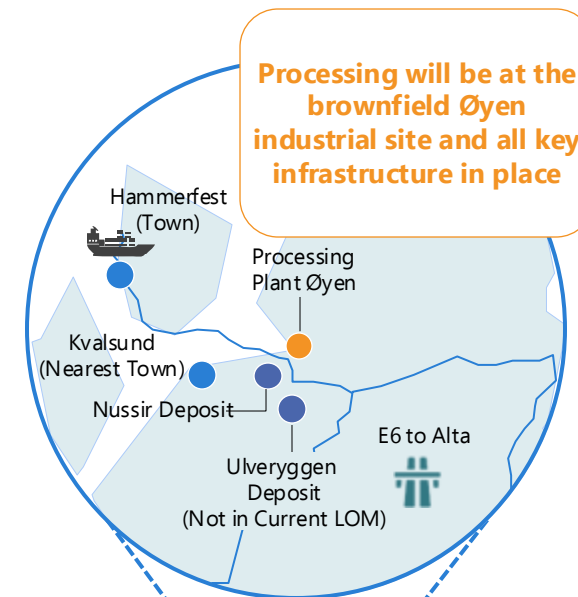 Processing will be at the
brownfield Øyen
industrial site and all key
infrastructure in place
Hammerfest
(Town)
Processing
Plant Øyen
Kvalsund
(Nearest Town)
Nussir Deposit
E6 to Alta
Ulveryggen
Deposit
(Not in Current LOM)